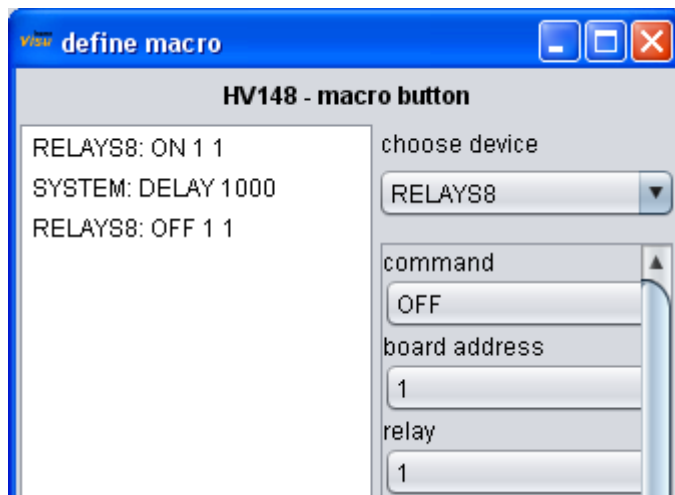 visu define macro
HV148 - macro button
RELAYS8: ON 1 1
SYSTEM: DELAY 1000
RELAYS8: OFF 1 1
choose device
RELAYS8
command
OFF
board address
1
relay
1